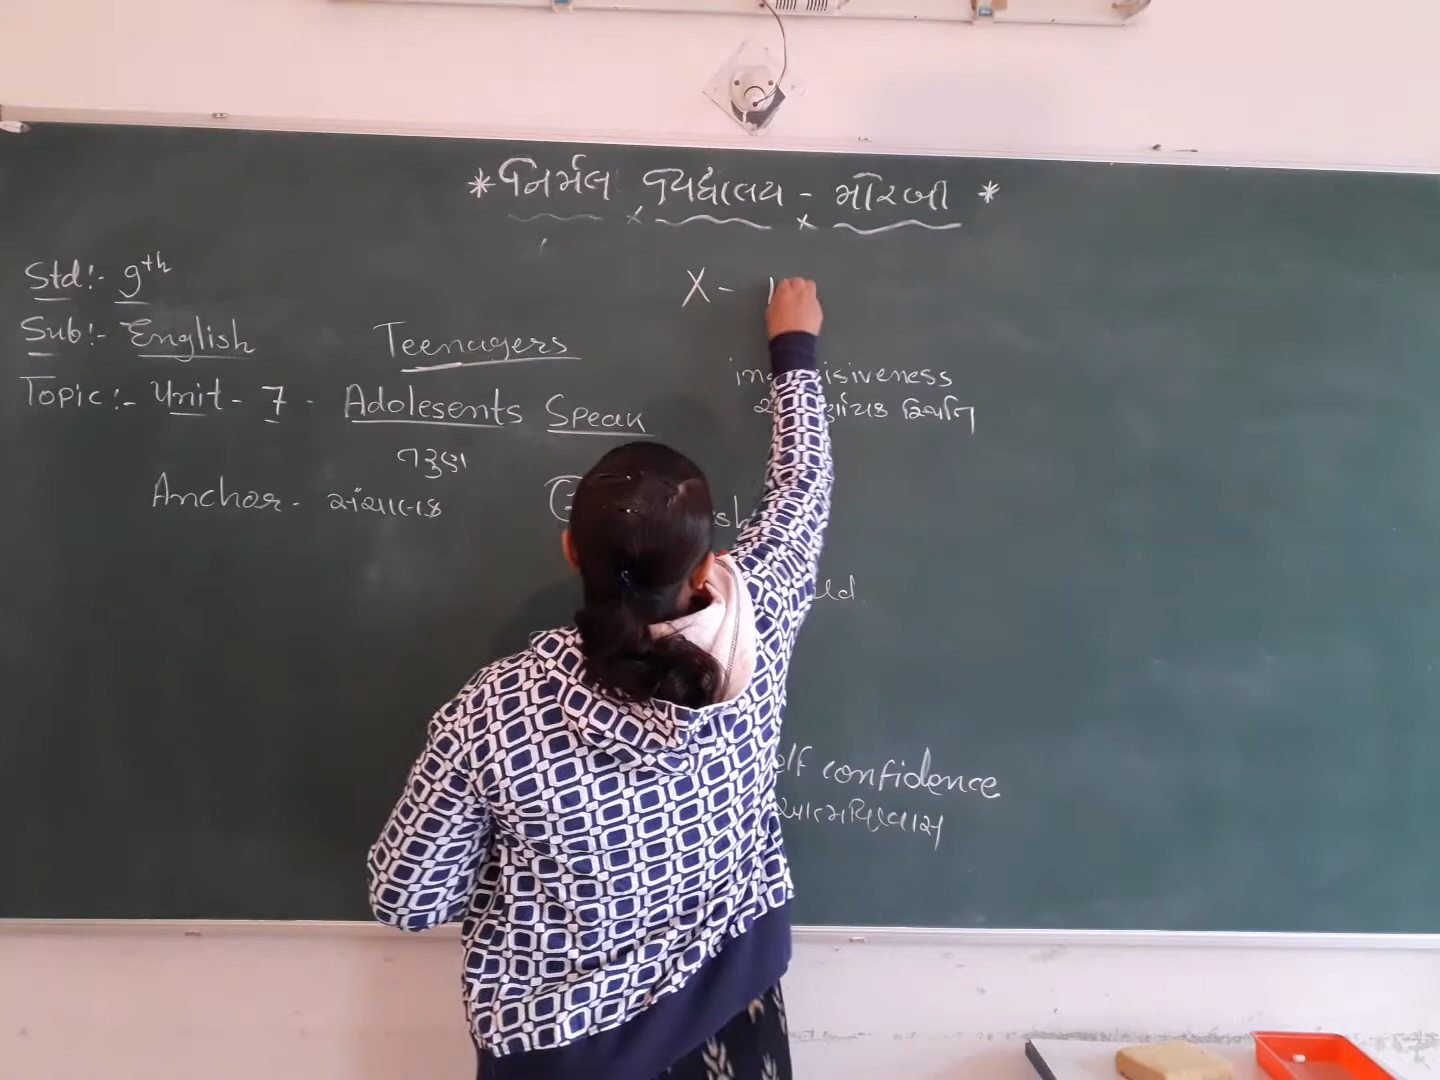 * નિર્મલ વિદ્યાલય - મોરબી *
Std:- 9th
X -
Sub:- English
Teenagers
Topic:- Unit - 7 - Adolesents Speak
તરુણ
Anchor - સંચાલક
self confidence
આત્મવિશ્વાસ